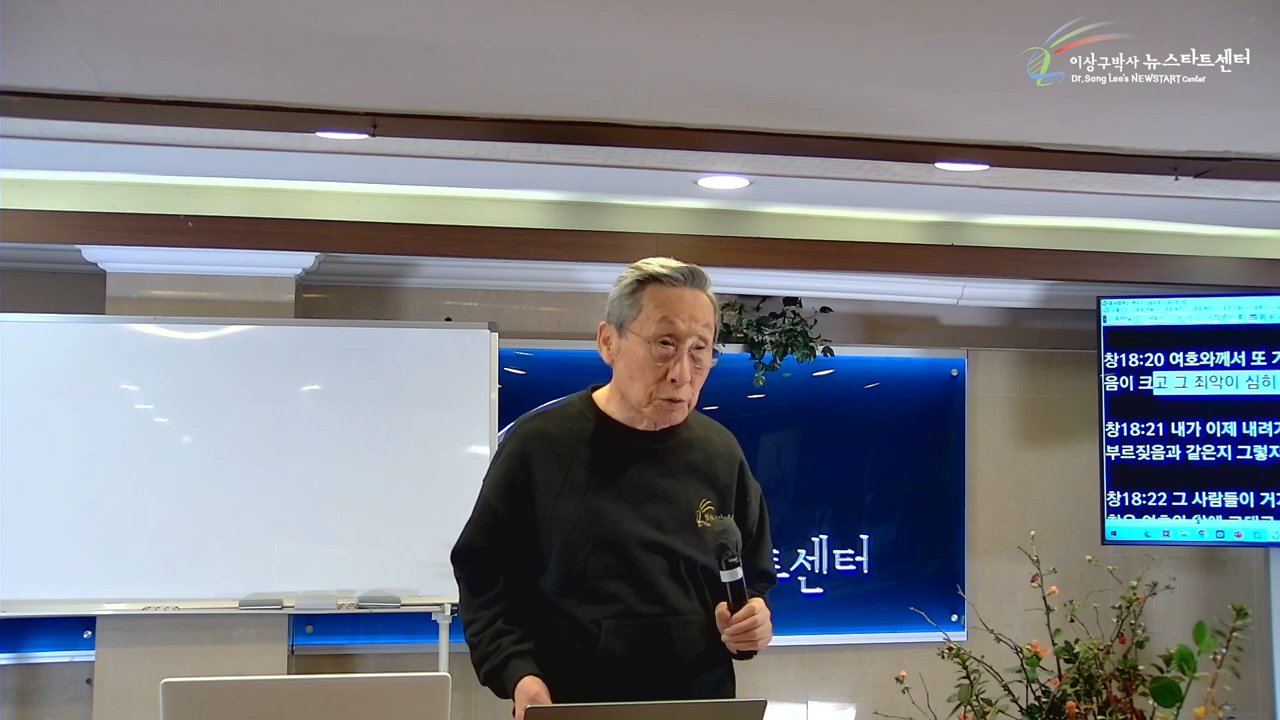 이상구박사 뉴스타트센터
Dr. Sang Lee's NEWSTART Center
창18:20 여호와께서 또
음이 크고 그 죄악이 심히
창18:21 내가 이제 내려
부르짖음과 같은지 그렇지
창18:22 그 사람들이 거
트센터